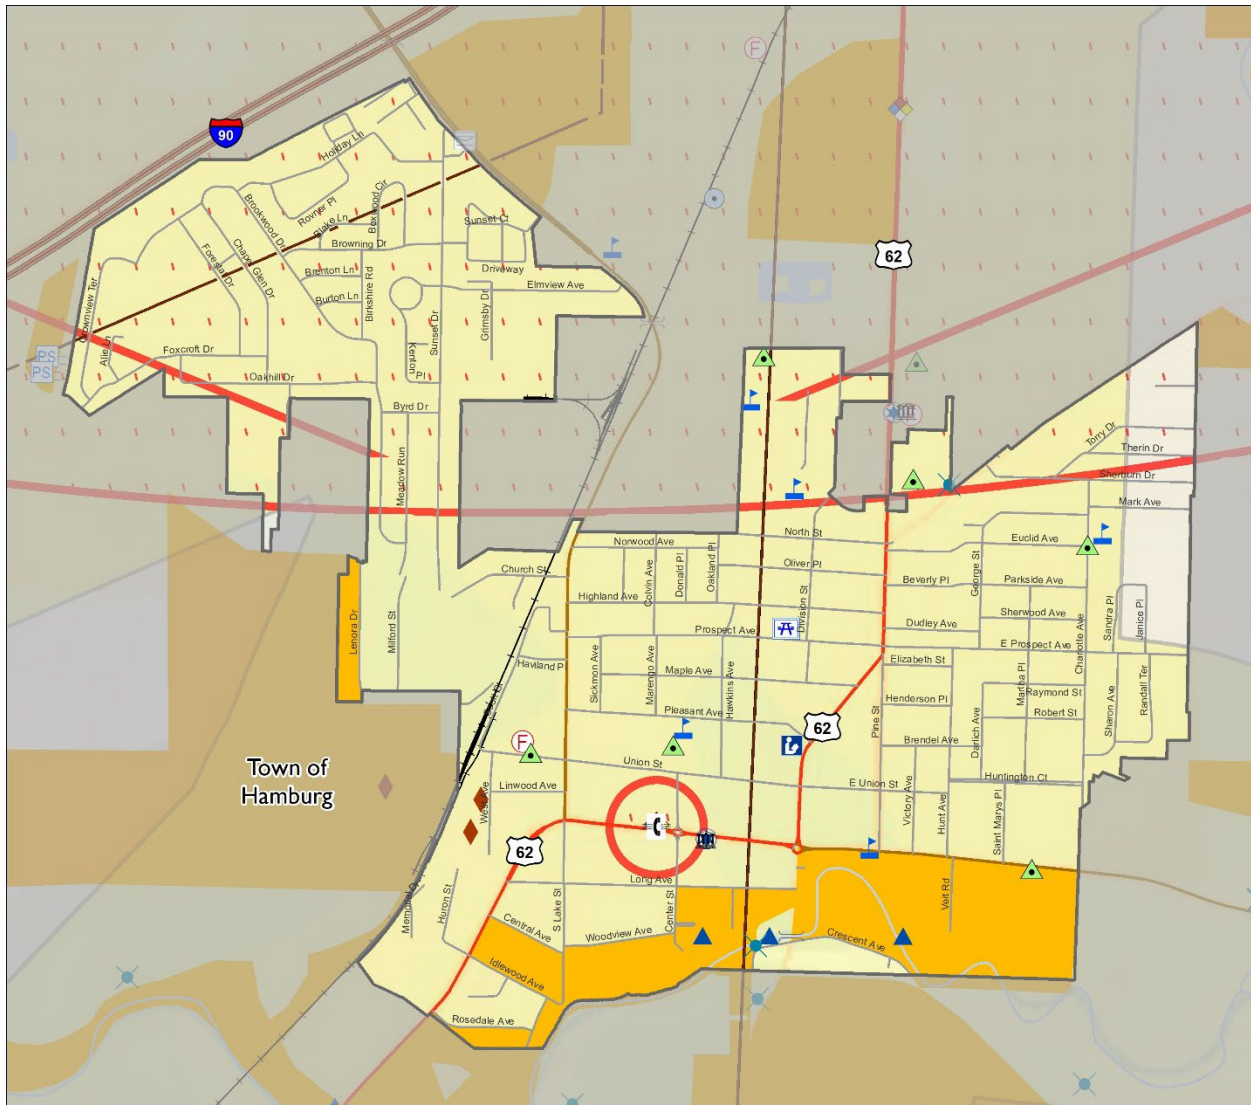 F
90
Holiday Ln
Rovner Pl
Blake Ln
Boxwood Cir
Brookwood Dr
Sunset Ct
Browning Dr
Forestal Dr
Chapel Glen Dr
Brenton Ln
Driveway
Elmview Ave
Burton Ln
Birkshire Rd
Sunset Dr
Grimsby Dr
Crownview Ter
Alie Ln
PS
PS
Foxcroft Dr
Kenton Pl
Oakhill Dr
Byrd Dr
Meadow Run
62
Torry Dr
Therin Dr
Sherburn Dr
Mark Ave
North St
Norwood Ave
Euclid Ave
Church St
Colvin Ave
Donald Pl
Oakland Pl
Oliver Pl
George St
Beverly Pl
Parkside Ave
Highland Ave
Division St
Sherwood Ave
Sandra Pl
Janice Pl
Lenora Dr
Milford St
Prospect Ave
Dudley Ave
E Prospect Ave
Charlotte Ave
Haviland P
Sickmon Ave
Marengo Ave
Maple Ave
Hawkins Ave
Elizabeth St
Martha Pl
Raymond St
Sharon Ave
Randall Ter
Henderson Pl
Robert St
Pleasant Ave
62
Pine St
Brendel Ave
Darlich Ave
F
Union St
Town of
Hamburg
West Ave
Linwood Ave
E Union St
Victory Ave
Hunt Ave
Huntington Ct
Saint Marys Pl
62
Long Ave
Memorial Dr
Huron St
S Lake St
Center St
Veit Rd
Central Ave
Woodview Ave
Crescent Ave
Idlewood Ave
Rosedale Ave